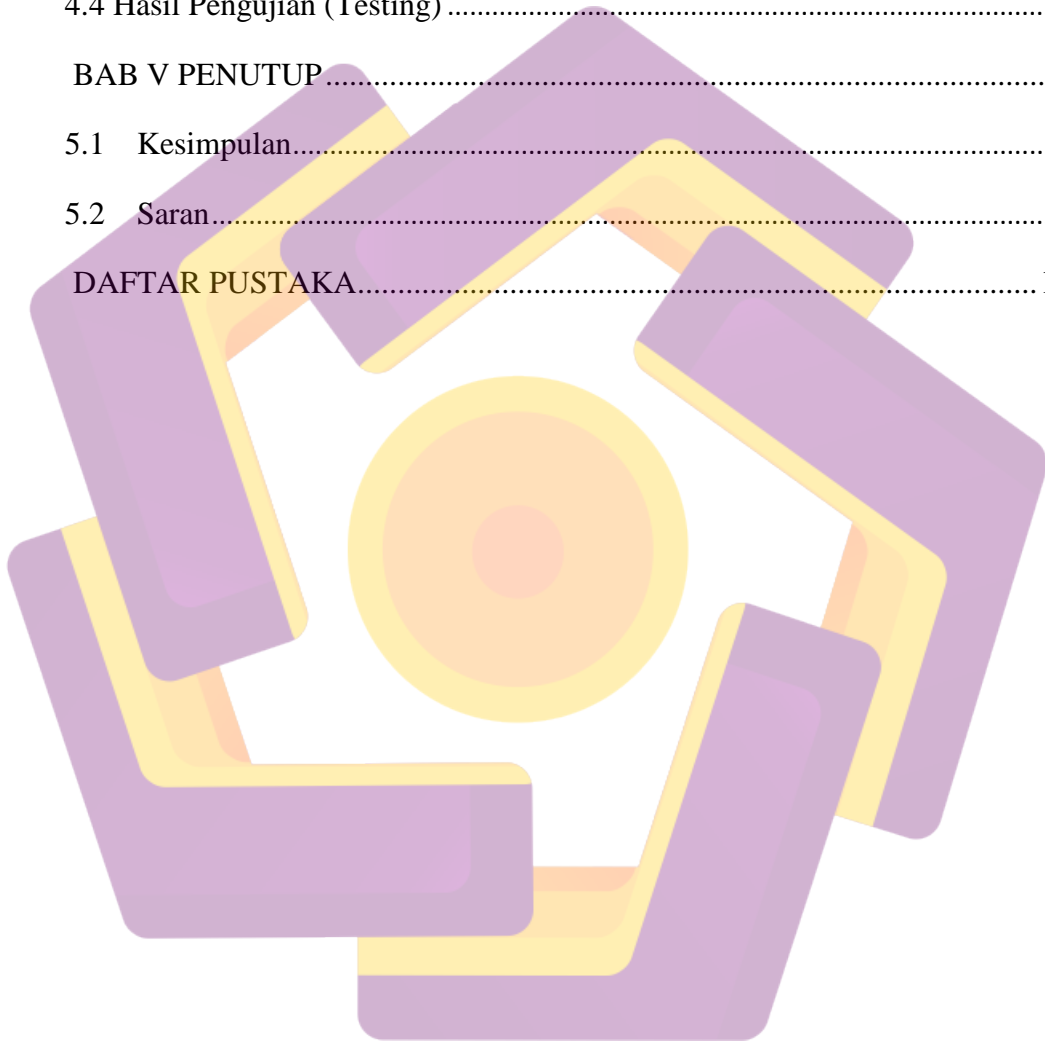 4.4 Hasil Pengujian (Testing) ..........................................................................
BAB V PENUTUP ..........................................................................................
5.1 Kesimpulan ..............................................................................................
5.2 Saran ........................................................................................................
DAFTAR PUSTAKA ......................................................................................